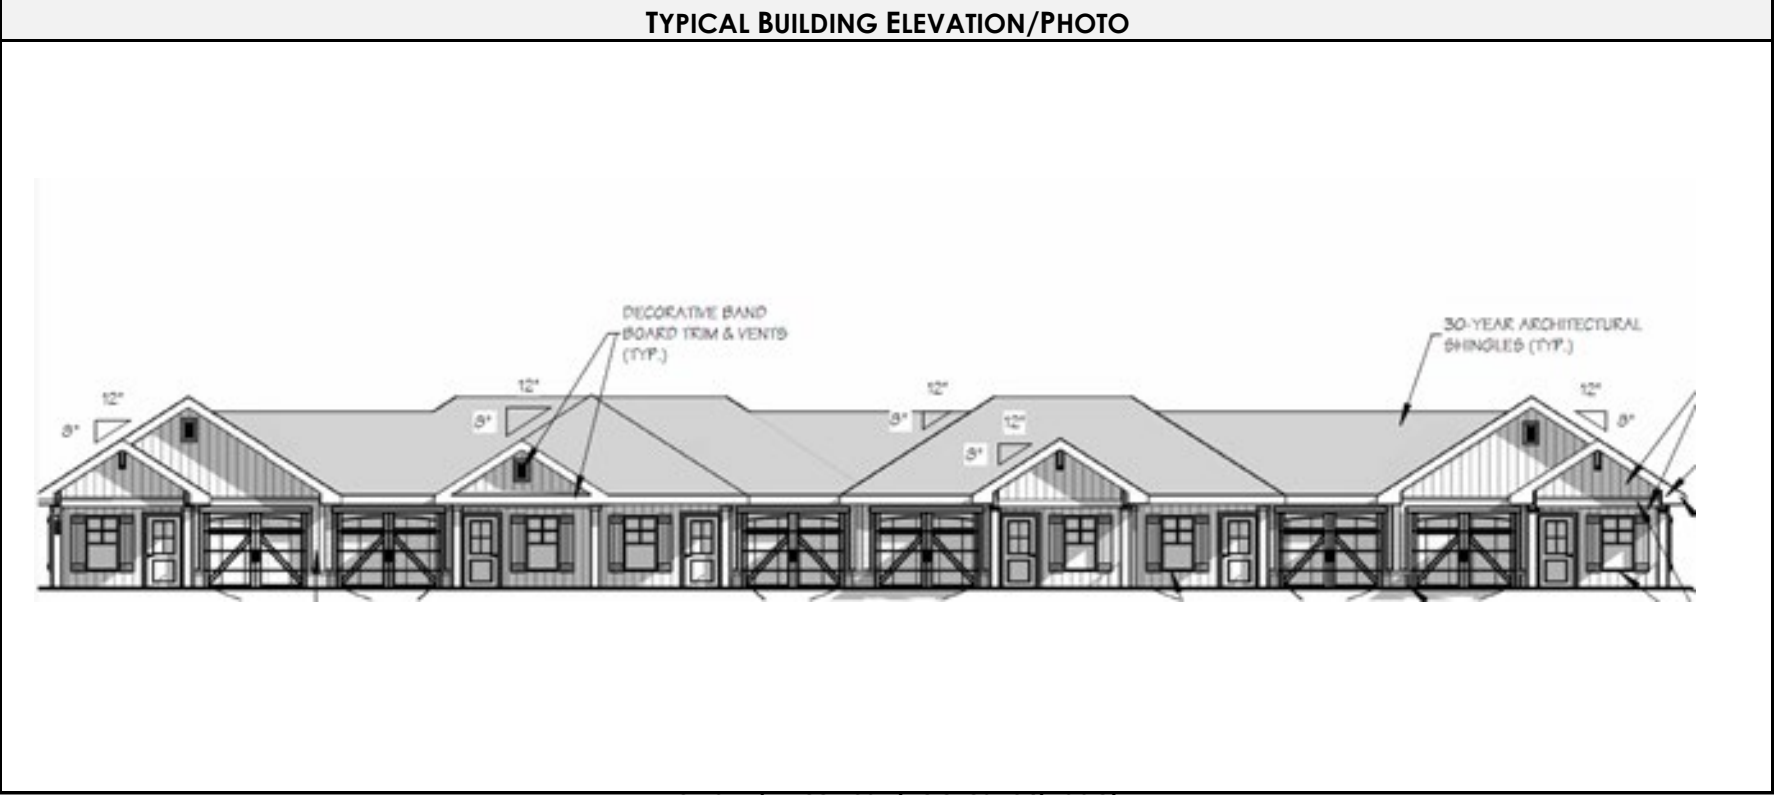 TYPICAL BUILDING ELEVATION/PHOTO
DECORATIVE BAND
BOARD TRIM & VENTS
(TYP.)
30-YEAR ARCHITECTURAL
SHINGLES (TYP.)
12"
8"
12"
8"
12"
8"
12"
8"
12"
8"